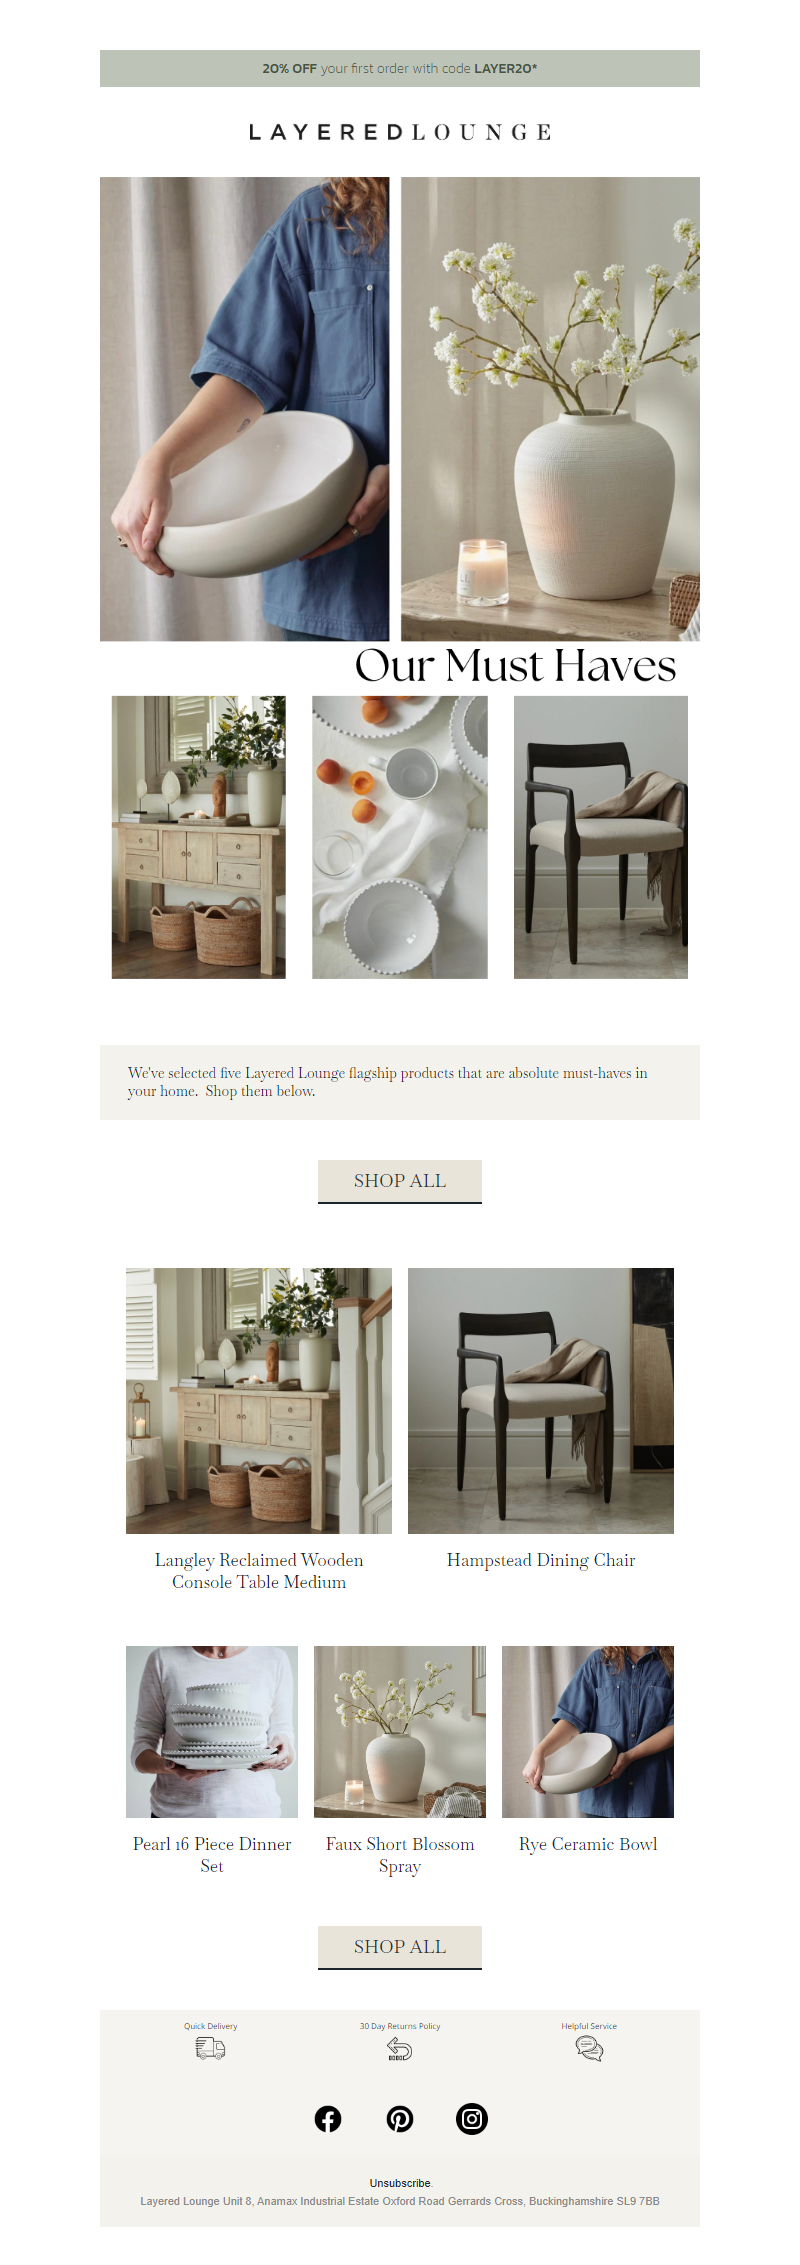 20% OFF your first order with code LAYER20*
LAYEREDLOUNGE
Our Must Haves
We've selected five Layered Lounge flagship products that are absolute must-haves in
your home.  Shop them below.
SHOP ALL
Langley Reclaimed Wooden
Console Table Medium
Hampstead Dining Chair
Pearl 16 Piece Dinner
Set
Faux Short Blossom
Spray
Rye Ceramic Bowl
SHOP ALL
Quick Delivery
30 Day Returns Policy
Helpful Service
Unsubscribe.
Layered Lounge Unit 8, Anamax Industrial Estate Oxford Road Gerrards Cross, Buckinghamshire SL9 7BB